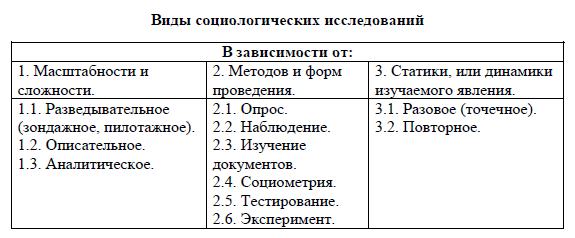 Виды социологических исследований
В зависимости от:
1. Масштабности и
сложности.
2. Методов и форм
проведения.
3. Статики, или динамики
изучаемого явления.
1.1. Разведывательное
(зондажное, пилотажное).
1.2. Описательное.
1.3. Аналитическое.
2.1. Опрос.
2.2. Наблюдение.
2.3. Изучение
документов.
2.4. Социометрия.
2.5. Тестирование.
2.6. Эксперимент.
3.1. Разовое (точечное).
3.2. Повторное.